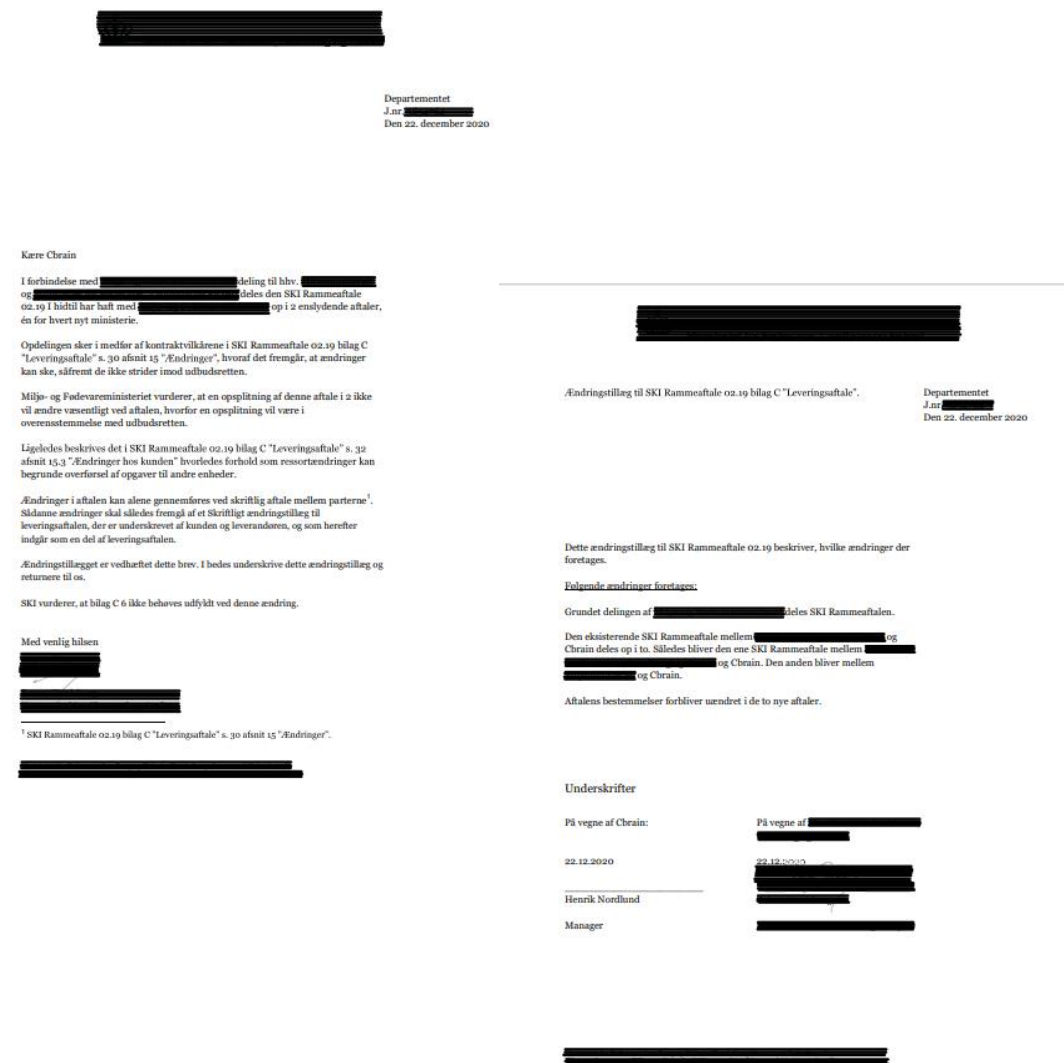 Departementet
J.nr.
Den 22. december 2020
Kære Cbrain
I forbindelse med deling til hhv.
og deles den SKI Rammeaftale
02.19 I hidtil har haft med op i 2 enslydende aftaler,
én for hvert nyt ministerie.
Opdelingen sker i medfør af kontraktvilkårene i SKI Rammeaftale 02.19 bilag C
"Leveringsaftale" s. 30 afsnit 15 "Ændringer", hvoraf det fremgår, at ændringer
kan ske, såfremt de ikke strider imod udbudsretten.
Miljø- og Fødevareministeriet vurderer, at en opsplitning af denne aftale i 2 ikke
vil ændre væsentligt ved aftalen, hvorfor en opsplitning vil være i
overensstemmelse med udbudsretten.
Ligeledes beskrives det i SKI Rammeaftale 02.19 bilag C "Leveringsaftale" s. 32
afsnit 15.3 "Ændringer hos kunden" hvorledes forhold som ressortændringer kan
begrunde overførsel af opgaver til andre enheder.
Ændringer i aftalen kan alene gennemføres ved skriftlig aftale mellem parterne¹.
Sådanne ændringer skal således fremgå af et Skriftligt ændringstillæg til
leveringsaftalen, der er underskrevet af kunden og leverandøren, og som herefter
indgår som en del af leveringsaftalen.
Ændringstillægget er vedhæftet dette brev. I bedes underskrive dette ændringstillæg og
returnere til os.
SKI vurderer, at bilag C 6 ikke behøves udfyldt ved denne ændring.
Med venlig hilsen
¹ SKI Rammeaftale 02.19 bilag C "Leveringsaftale" s. 30 afsnit 15 "Ændringer".
Ændringstillæg til SKI Rammeaftale 02.19 bilag C "Leveringsaftale".
Departementet
J.nr
Den 22. december 2020
Dette ændringstillæg til SKI Rammeaftale 02.19 beskriver, hvilke ændringer der
foretages.
Følgende ændringer foretages:
Grundet delingen af deles SKI Rammeaftalen.
Den eksisterende SKI Rammeaftale mellem og
Cbrain deles op i to. Således bliver den ene SKI Rammeaftale mellem
og Cbrain. Den anden bliver mellem
og Cbrain.
Aftalens bestemmelser forbliver uændret i de to nye aftaler.
Underskrifter
På vegne af Cbrain:
På vegne af
22.12.2020
22.12.2020
Henrik Nordlund
Manager